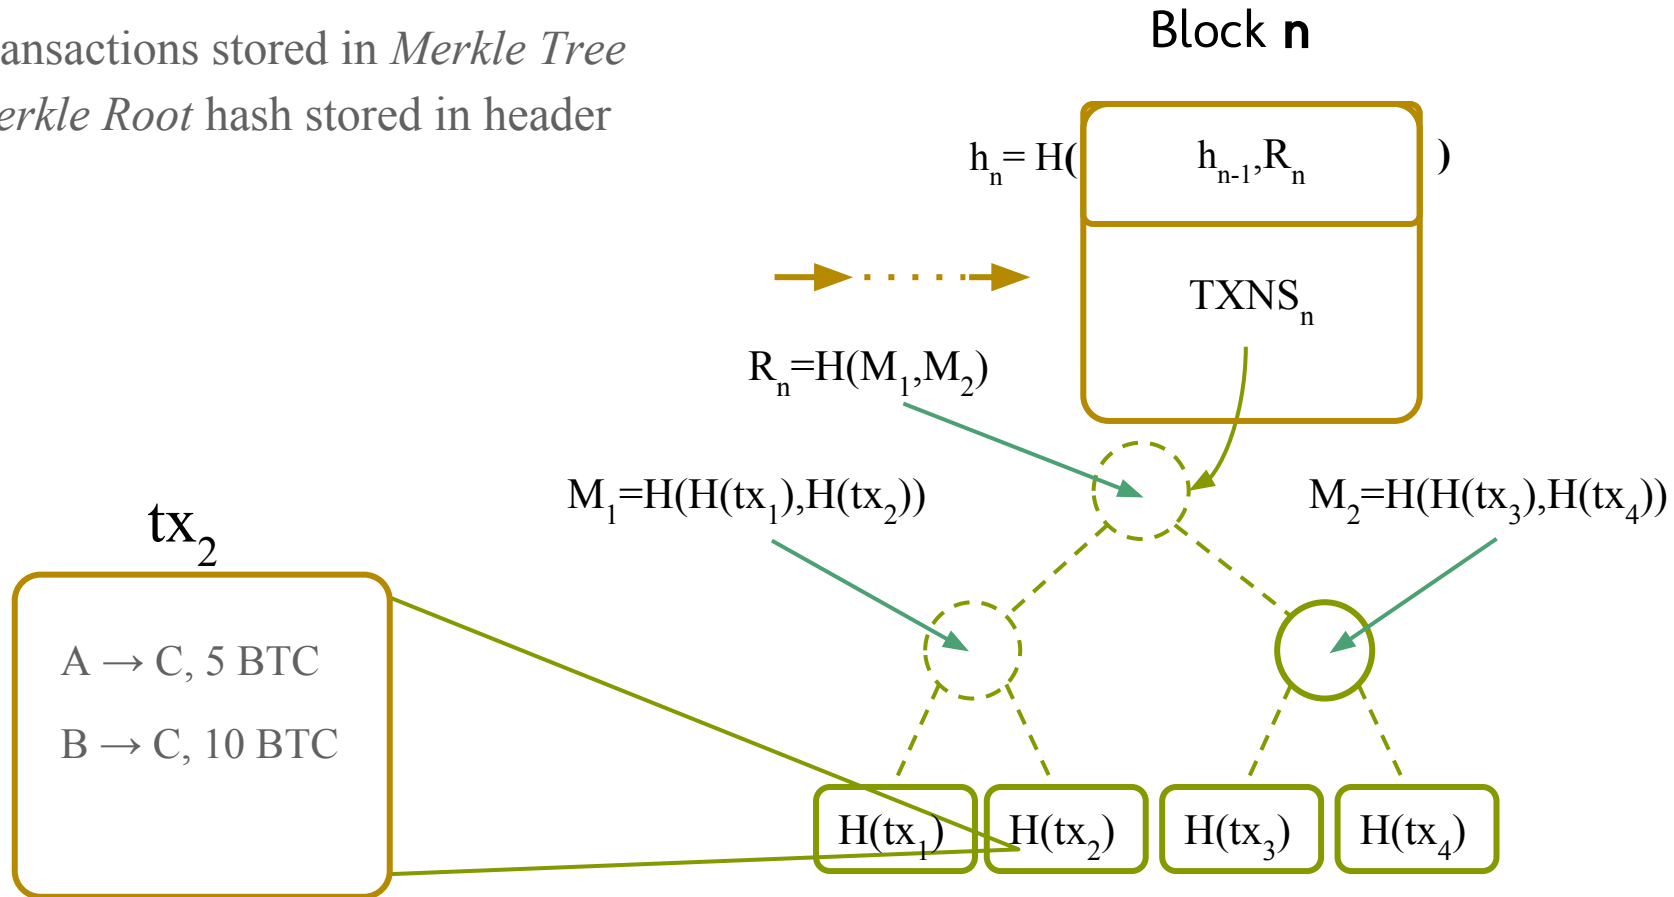 ansactions stored in Merkle Tree
erkle Root hash stored in header
Block n
hₙ= H( hₙ₋₁,Rₙ )
TXNSₙ
Rₙ=H(M₁,M₂)
M₁=H(H(tx₁),H(tx₂))
M₂=H(H(tx₃),H(tx₄))
tx₂
A → C, 5 BTC
B → C, 10 BTC
H(tx₁) H(tx₂) H(tx₃) H(tx₄)